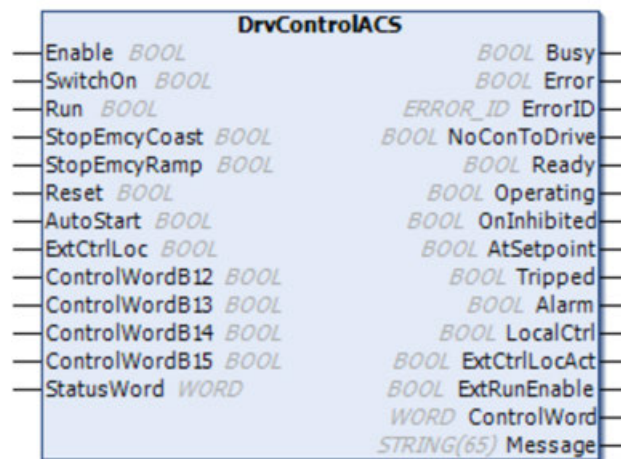 DrvControlACS
Enable BOOL BOOL Busy
SwitchOn BOOL BOOL Error
Run BOOL ERROR_ID ErrorID
StopEmcyCoast BOOL BOOL NoConToDrive
StopEmcyRamp BOOL BOOL Ready
Reset BOOL BOOL Operating
AutoStart BOOL BOOL OnInhibited
ExtCtrlLoc BOOL BOOL AtSetpoint
ControlWordB12 BOOL BOOL Tripped
ControlWordB13 BOOL BOOL Alarm
ControlWordB14 BOOL BOOL LocalCtrl
ControlWordB15 BOOL BOOL ExtCtrlLocAct
StatusWord WORD BOOL ExtRunEnable
WORD ControlWord
STRING(65) Message